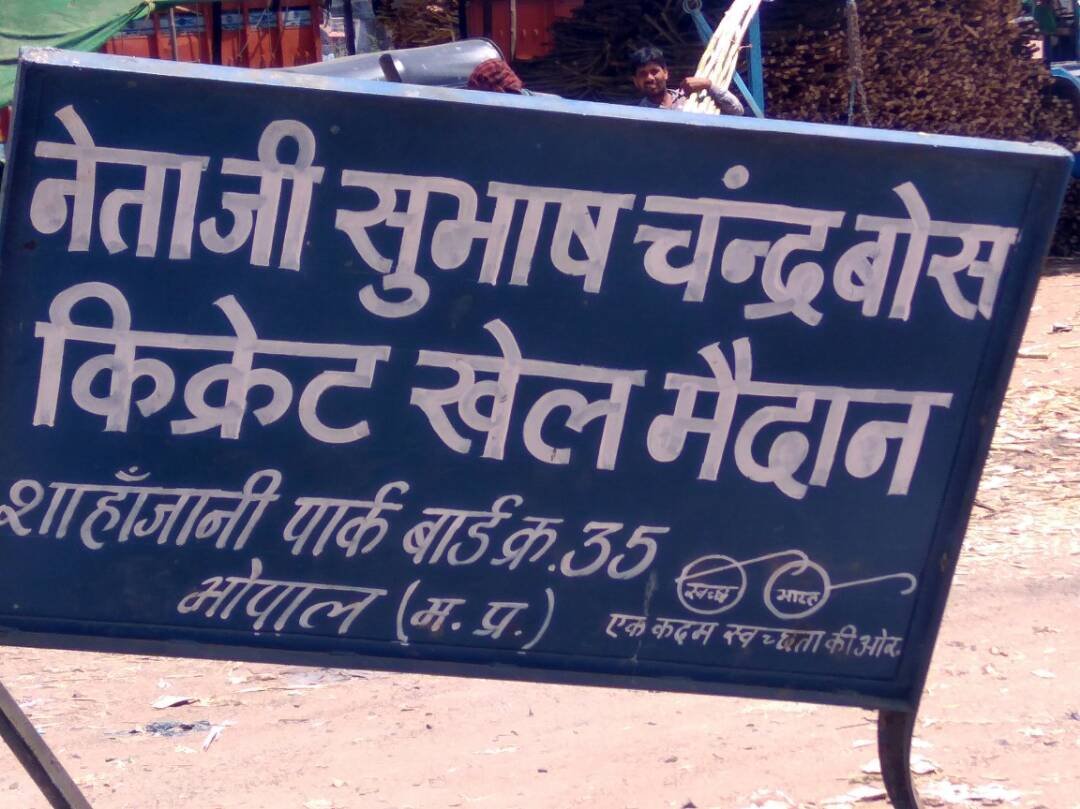 नेताजी सुभाष चंन्द्र बोस
क्रिकेट खेल मैदान
शाहाँजानी पार्क बार्ड क्र. 35
भोपाल (म. प्र.)
स्वच्छ भारत
एक कदम स्वच्छता की ओर